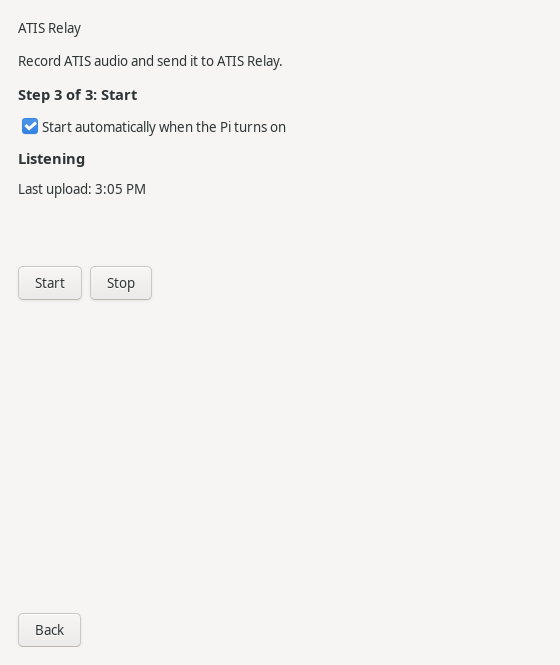 ATIS Relay
Record ATIS audio and send it to ATIS Relay.
Step 3 of 3: Start
Start automatically when the Pi turns on
Listening
Last upload: 3:05 PM
Start Stop
Back